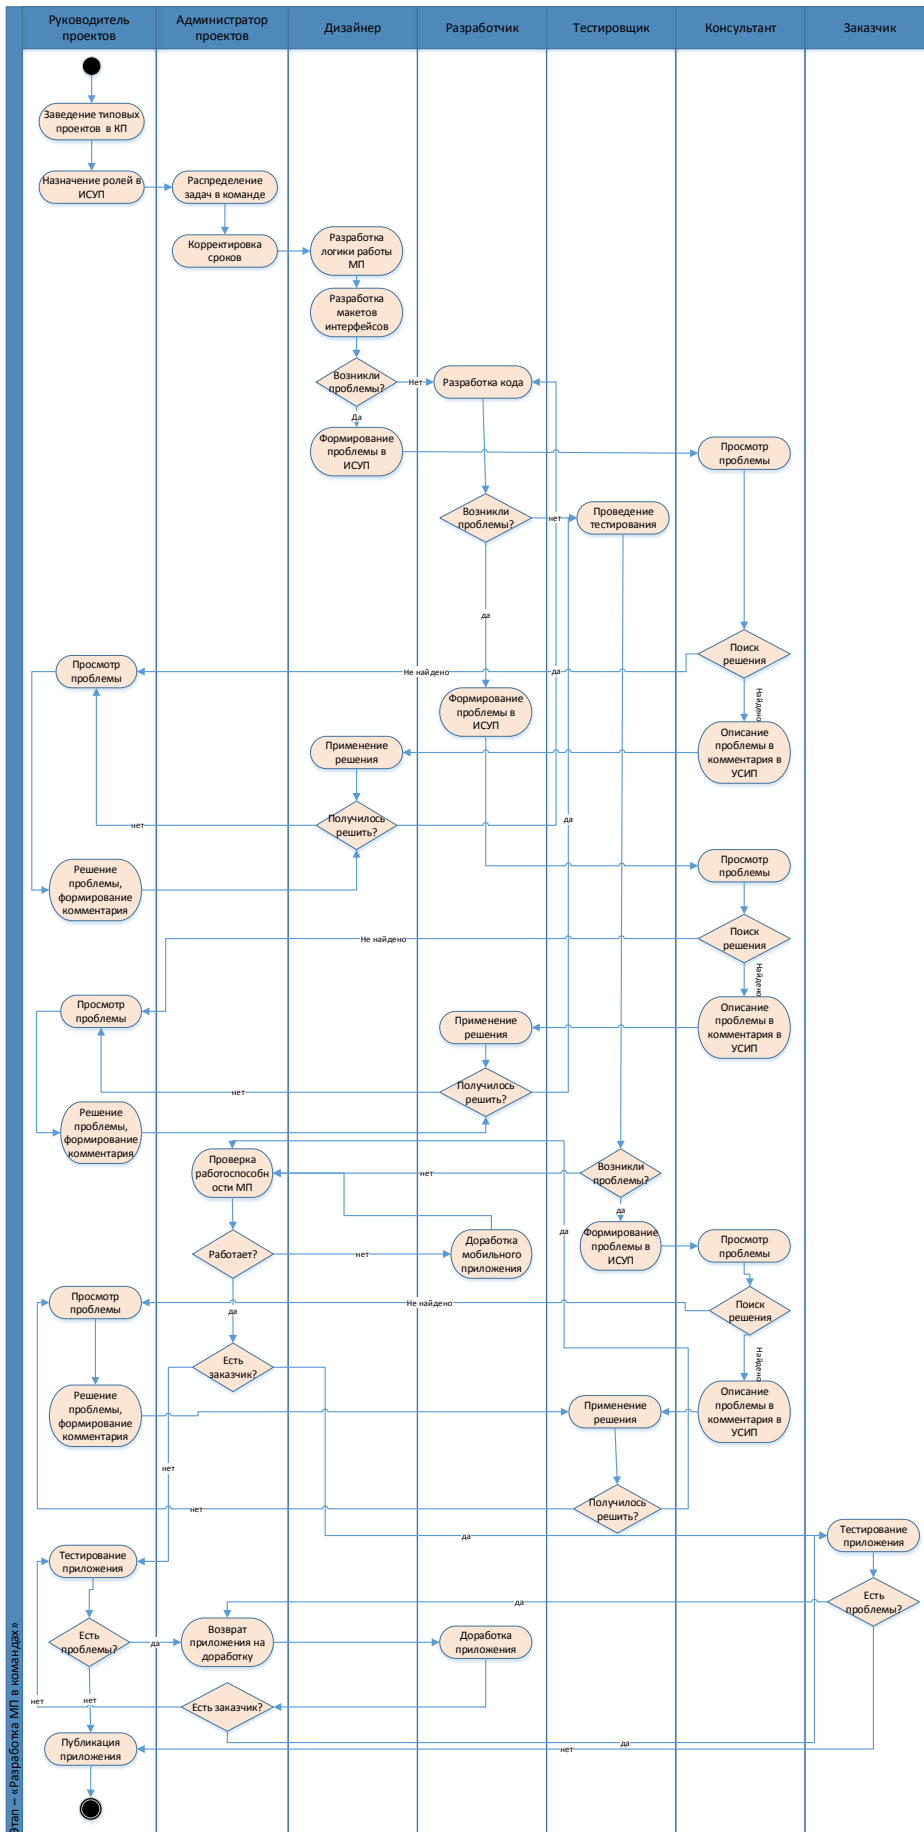 Руководитель
проектов
Администратор
проектов
Дизайнер
Разработчик
Тестировщик
Консультант
Заказчик
Заведение типовых
проектов в КП
Назначение ролей в
ИСУП
Распределение
задач в команде
Корректировка
сроков
Разработка
логики работы
МП
Разработка
макетов
интерфейсов
Возникли
проблемы?
Нет
Разработка кода
Да
Формирование
проблемы в
ИСУП
Просмотр
проблемы
Возникли
проблемы?
нет
Проведение
тестирования
да
Поиск
решения
Не найдено
да
Просмотр
проблемы
Найдено
Формирование
проблемы в
ИСУП
Описание
проблемы в
комментария в
УСИП
Применение
решения
Получилось
решить?
нет
да
Решение
проблемы,
формирование
комментария
Просмотр
проблемы
Поиск
решения
Не найдено
Найдено
Просмотр
проблемы
Применение
решения
Описание
проблемы в
комментария в
УСИП
Получилось
решить?
нет
Решение
проблемы,
формирование
комментария
Проверка
работоспособн
ости МП
нет
Возникли
проблемы?
да
да
Формирование
проблемы в
ИСУП
Просмотр
проблемы
Работает?
нет
Доработка
мобильного
приложения
Просмотр
проблемы
Не найдено
Поиск
решения
да
Найдено
Есть
заказчик?
Решение
проблемы,
формирование
комментария
Применение
решения
Описание
проблемы в
комментария в
УСИП
нет
нет
Получилось
решить?
да
Тестирование
приложения
Тестирование
приложения
да
Есть
проблемы?
Есть
проблемы?
да
Возврат
приложения на
доработку
Доработка
приложения
нет
нет
Есть заказчик?
да
нет
Публикация
приложения
Этап – «Разработка МП в командах»